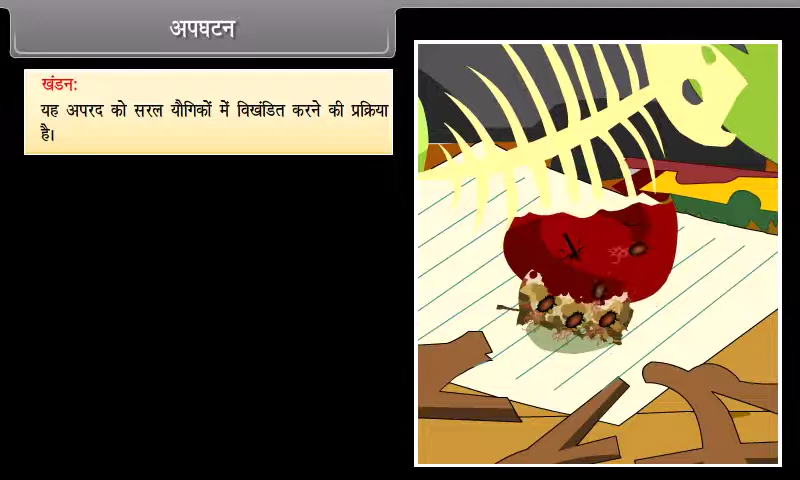 अपघटन
खंडन:
यह अपरद को सरल यौगिकों में विखंडित करने की प्रक्रिया
है।